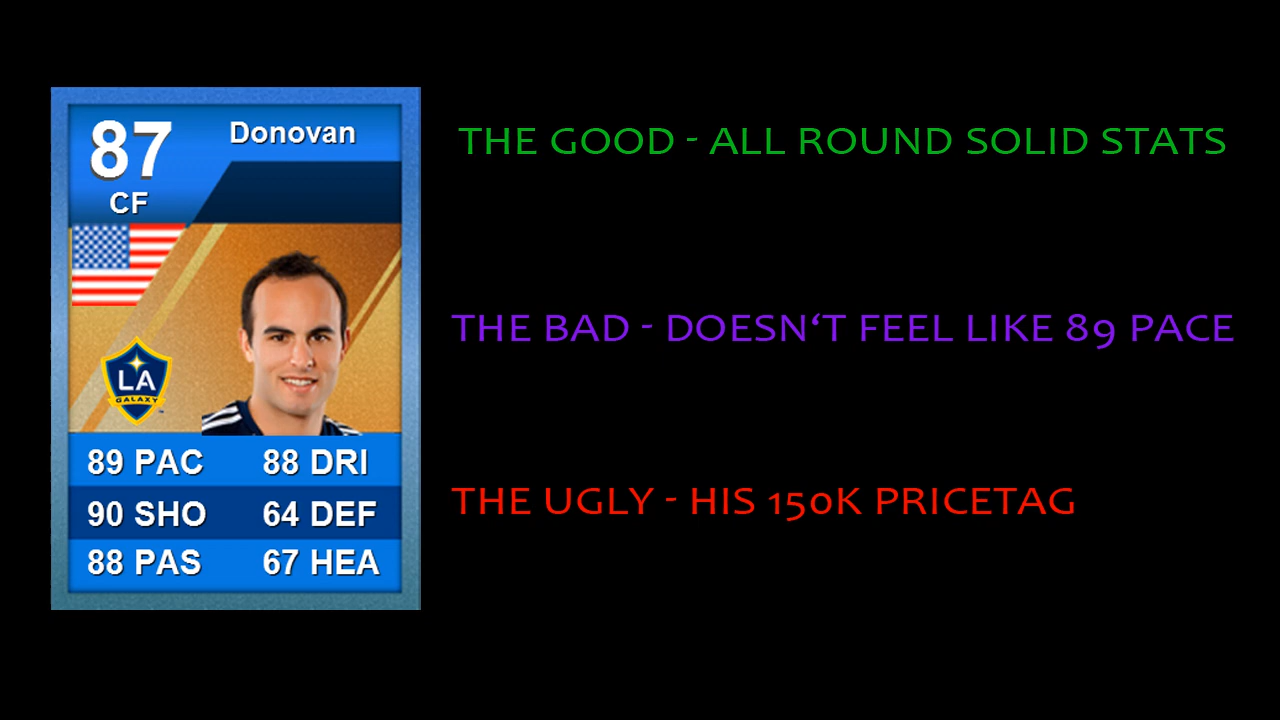 87
Donovan
CF
LA
GALAXY
89 PAC 88 DRI
90 SHO 64 DEF
88 PAS 67 HEA
THE GOOD - ALL ROUND SOLID STATS
THE BAD - DOESN‘T FEEL LIKE 89 PACE
THE UGLY - HIS 150K PRICETAG